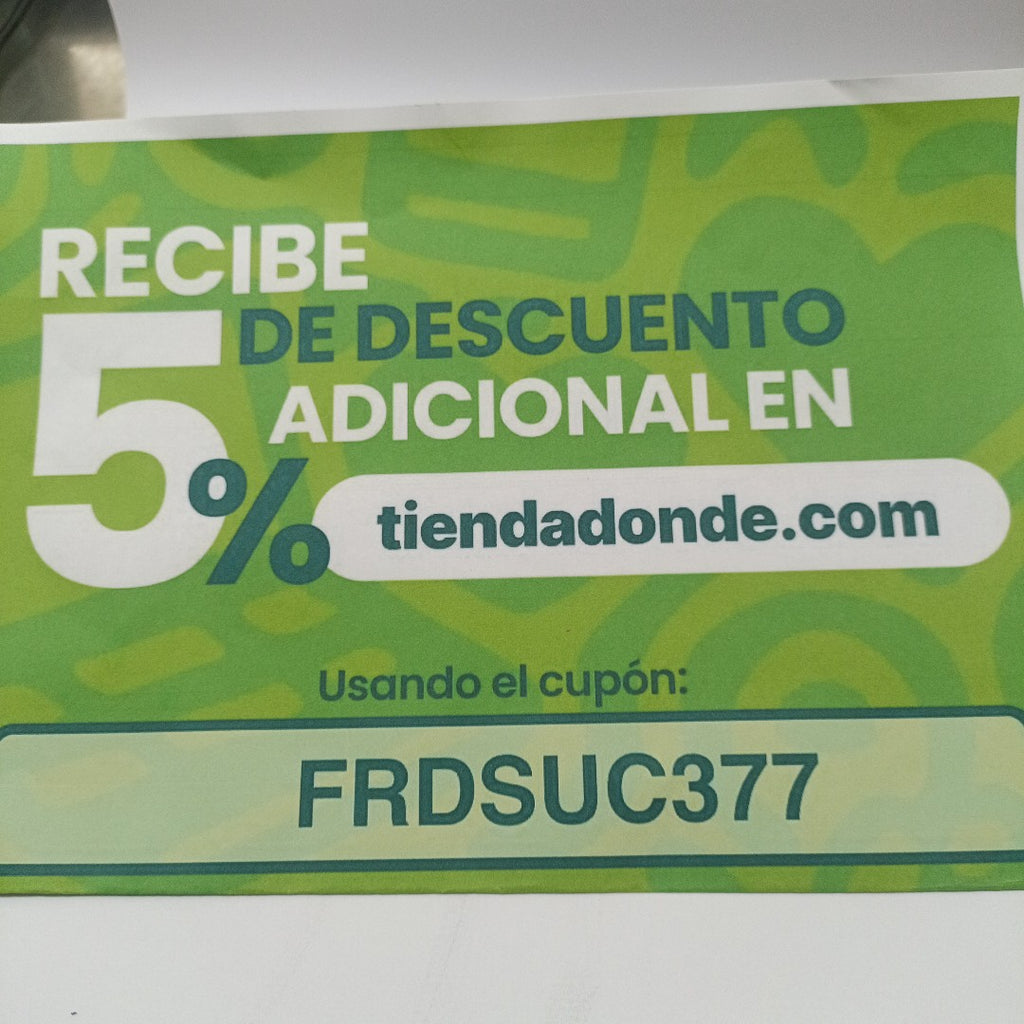 RECIBE
5% DE DESCUENTO
ADICIONAL EN
tiendadonde.com
Usando el cupón:
FRDSUC377